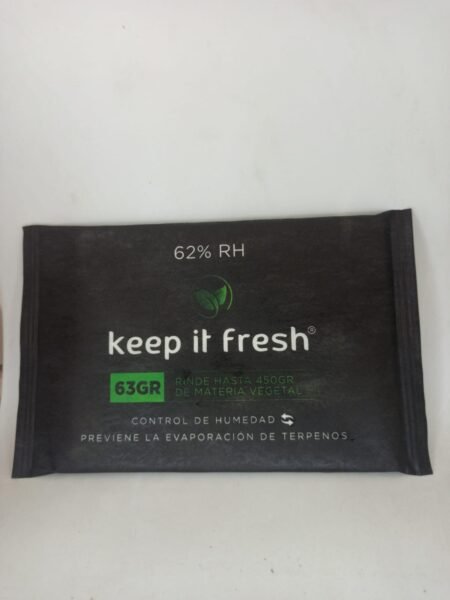 62% RH
keep it fresh®
63GR
RINDE HASTA 450GR
DE MATERIA VEGETAL
CONTROL DE HUMEDAD
PREVIENE LA EVAPORACIÓN DE TERPENOS